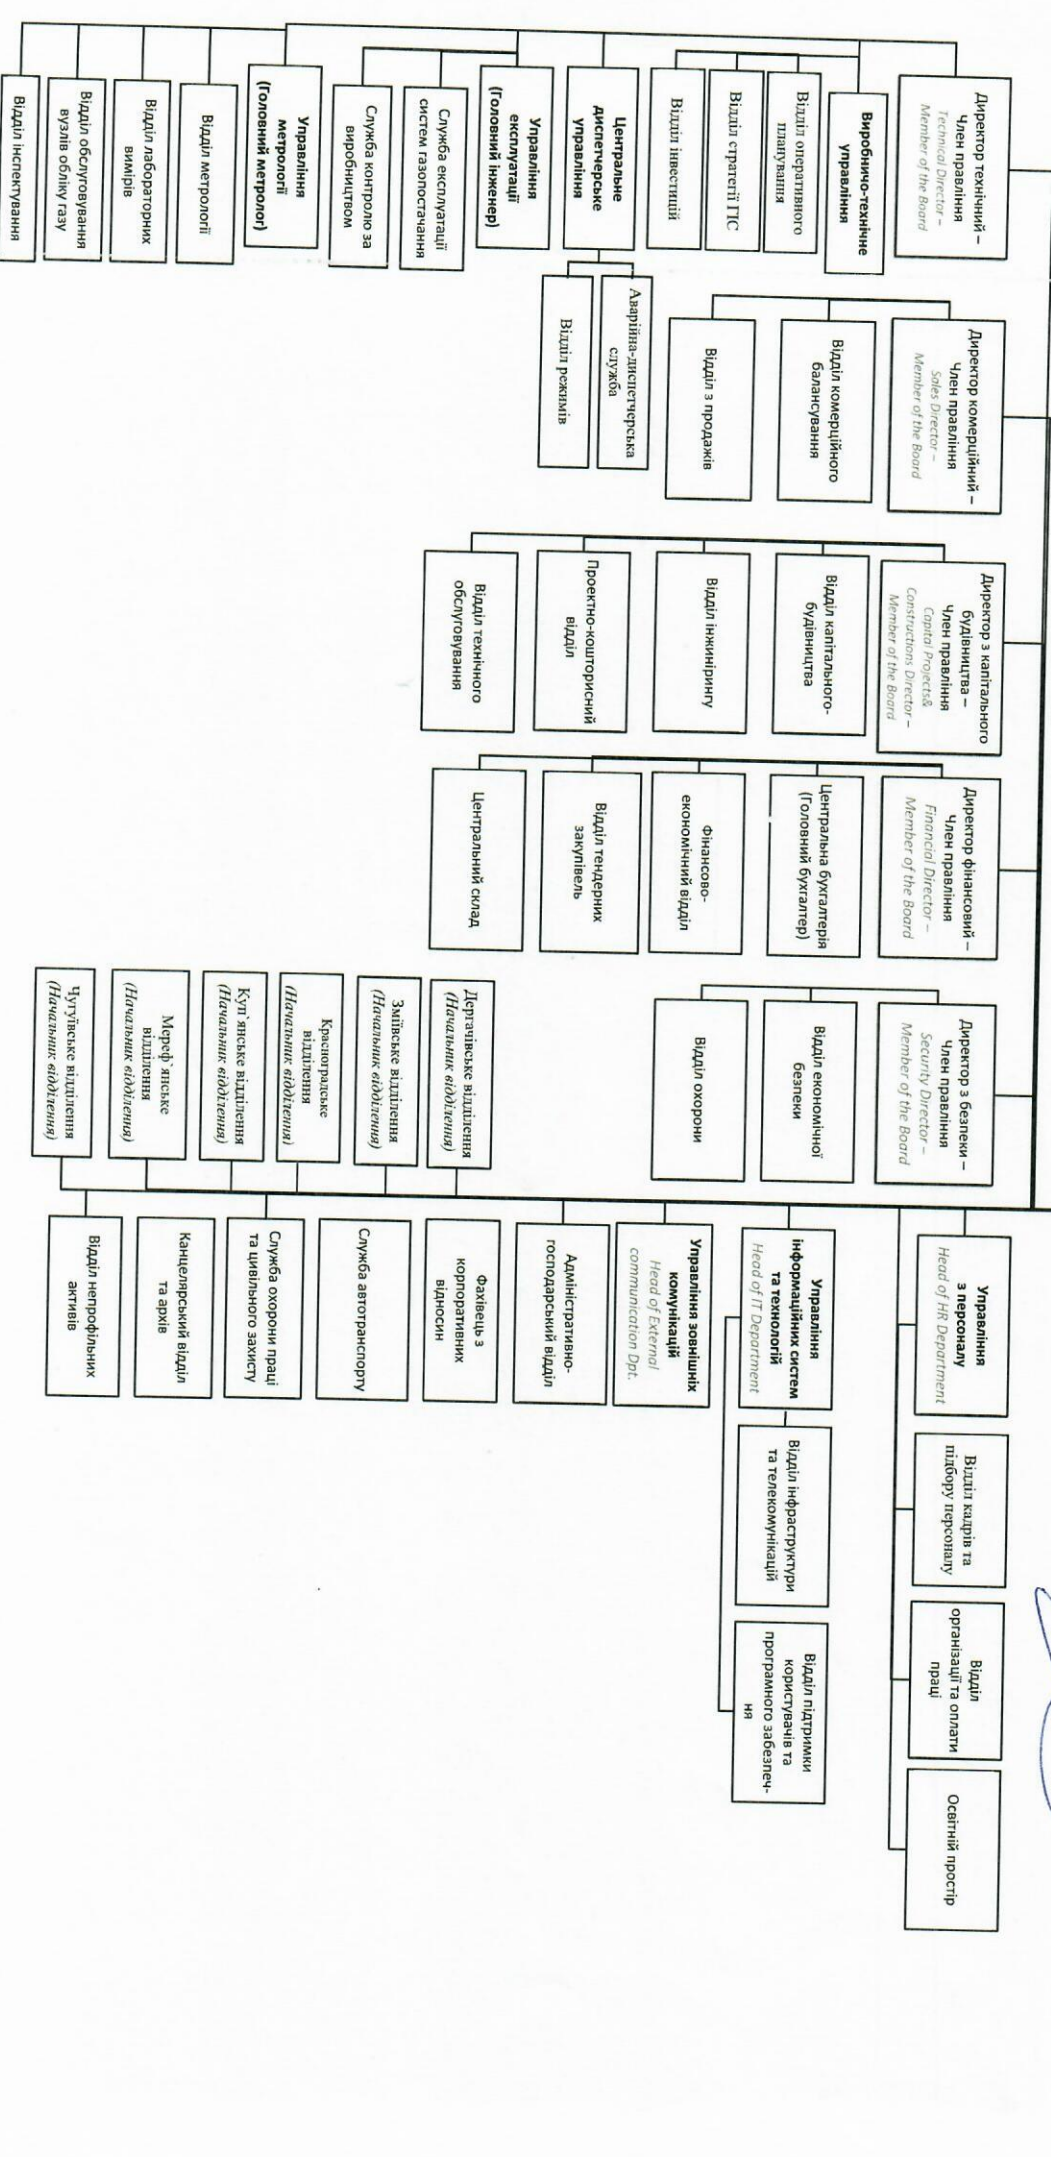 Директор технічний –
Член правління
Technical Director –
Member of the Board
Виробничо-технічне
управління
Відділ оперативного
планування
Відділ стратегії ГІС
Відділ інвестицій
Центральне
диспетчерське
управління
Аварійна-диспетчерська
служба
Відділ режимів
Управління
експлуатації
(Головний інженер)
Служба експлуатації
систем газопостачання
Служба контролю за
виробництвом
Управління
метрології
(Головний метролог)
Відділ метрології
Відділ лабораторних
вимірів
Відділ обслуговування
вузлів обліку газу
Відділ інспектування
Директор комерційний –
Член правління
Sales Director –
Member of the Board
Відділ комерційного
балансування
Відділ з продажів
Директор з капітального
будівництва –
Член правління
Capital Projects&
Constructions Director –
Member of the Board
Відділ капітального-
будівництва
Відділ інжинірингу
Проектно-кошторисний
відділ
Відділ технічного
обслуговування
Директор фінансовий –
Член правління
Financial Director –
Member of the Board
Центральна бухгалтерія
(Головний бухгалтер)
Фінансово-
економічний відділ
Відділ тендерних
закупівель
Центральний склад
Директор з безпеки –
Член правління
Security Director –
Member of the Board
Відділ економічної
безпеки
Відділ охорони
Дергачівське відділення
(Начальник відділення)
Зміївське відділення
(Начальник відділення)
Красноградське
відділення
(Начальник відділення)
Куп`янське відділення
(Начальник відділення)
Мереф`янське
відділення
(Начальник відділення)
Чугуївське відділення
(Начальник відділення)
Управління
з персоналу
Head of HR Department
Відділ кадрів та
підбору персоналу
Відділ
організації та оплати
праці
Освітній простір
Управління
інформаційних систем
та технологій
Head of IT Department
Відділ інфраструктури
та телекомунікацій
Відділ підтримки
користувачів та
програмного забезпеч-
ня
Управління зовнішніх
комунікацій
Head of External
communication Dpt.
Адміністративно-
господарський відділ
Фахівець з
корпоративних
відносин
Служба автотранспорту
Служба охорони праці
та цивільного захисту
Канцелярський відділ
та архів
Відділ непрофільних
активів